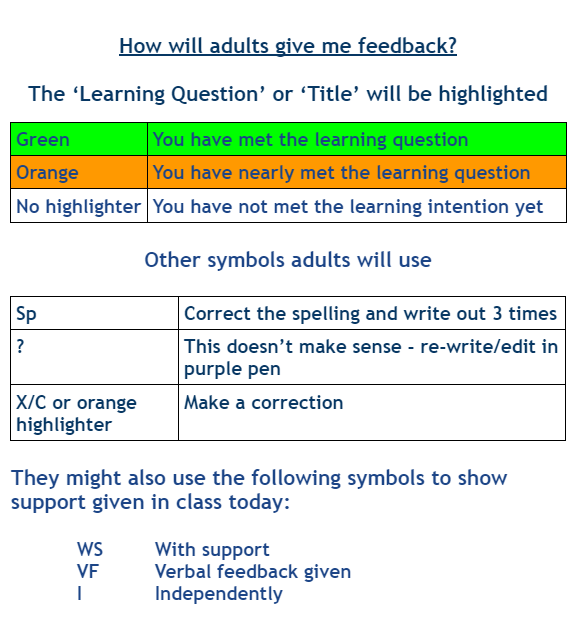 How will adults give me feedback?
The ‘Learning Question’ or ‘Title’ will be highlighted
Green You have met the learning question
Orange You have nearly met the learning question
No highlighter You have not met the learning intention yet
Other symbols adults will use
Sp Correct the spelling and write out 3 times
? This doesn’t make sense - re-write/edit in
purple pen
X/C or orange Make a correction
highlighter
They might also use the following symbols to show
support given in class today:
WS With support
VF Verbal feedback given
I Independently